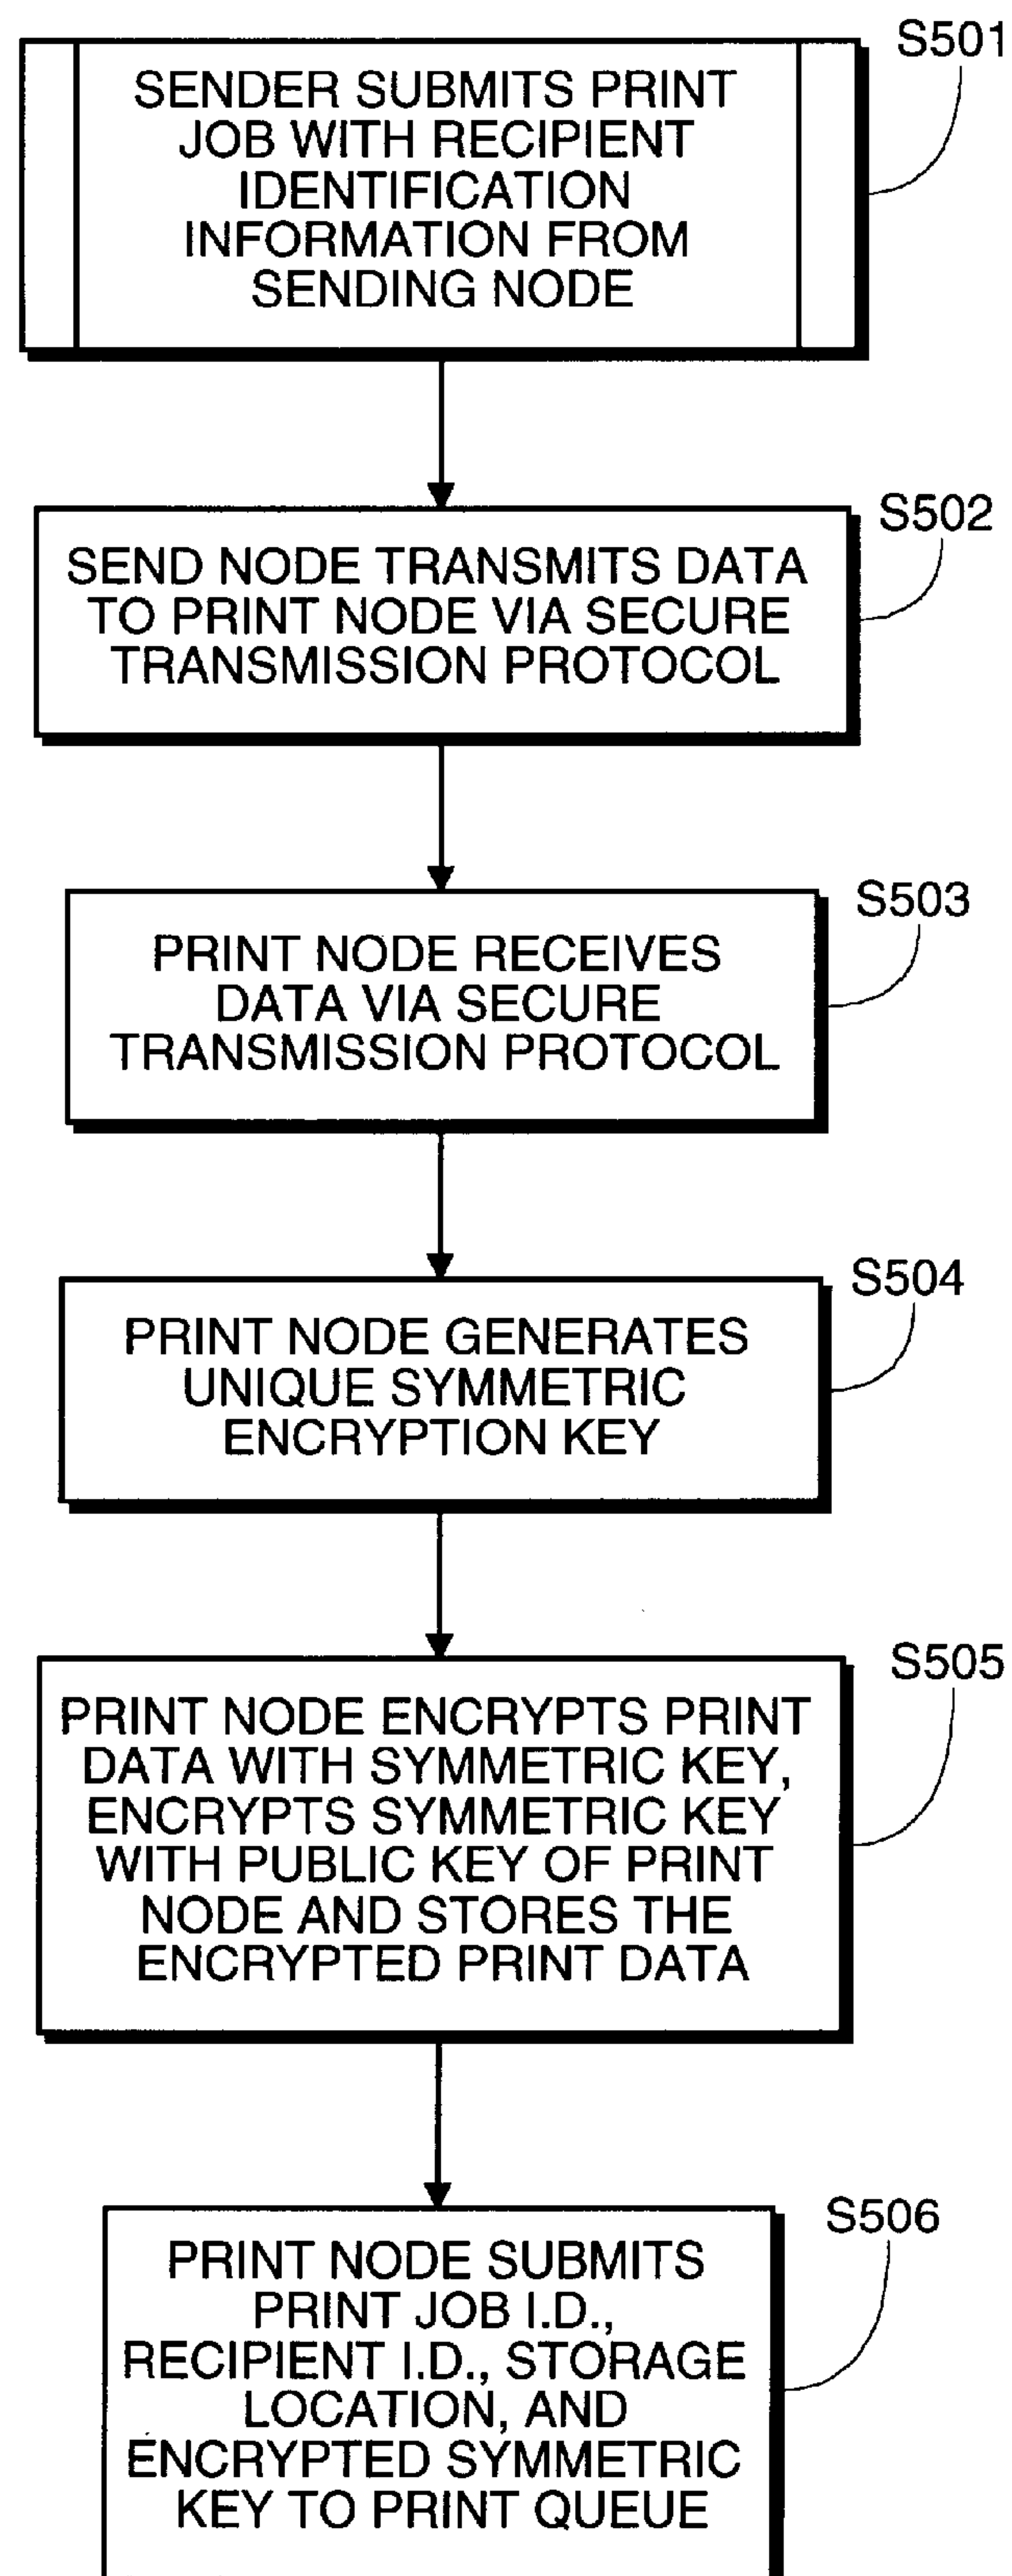 S501
SENDER SUBMITS PRINT
JOB WITH RECIPIENT
IDENTIFICATION
INFORMATION FROM
SENDING NODE
S502
SEND NODE TRANSMITS DATA
TO PRINT NODE VIA SECURE
TRANSMISSION PROTOCOL
S503
PRINT NODE RECEIVES
DATA VIA SECURE
TRANSMISSION PROTOCOL
S504
PRINT NODE GENERATES
UNIQUE SYMMETRIC
ENCRYPTION KEY
S505
PRINT NODE ENCRYPTS PRINT
DATA WITH SYMMETRIC KEY,
ENCRYPTS SYMMETRIC KEY
WITH PUBLIC KEY OF PRINT
NODE AND STORES THE
ENCRYPTED PRINT DATA
S506
PRINT NODE SUBMITS
PRINT JOB I.D.,
RECIPIENT I.D., STORAGE
LOCATION, AND
ENCRYPTED SYMMETRIC
KEY TO PRINT QUEUE